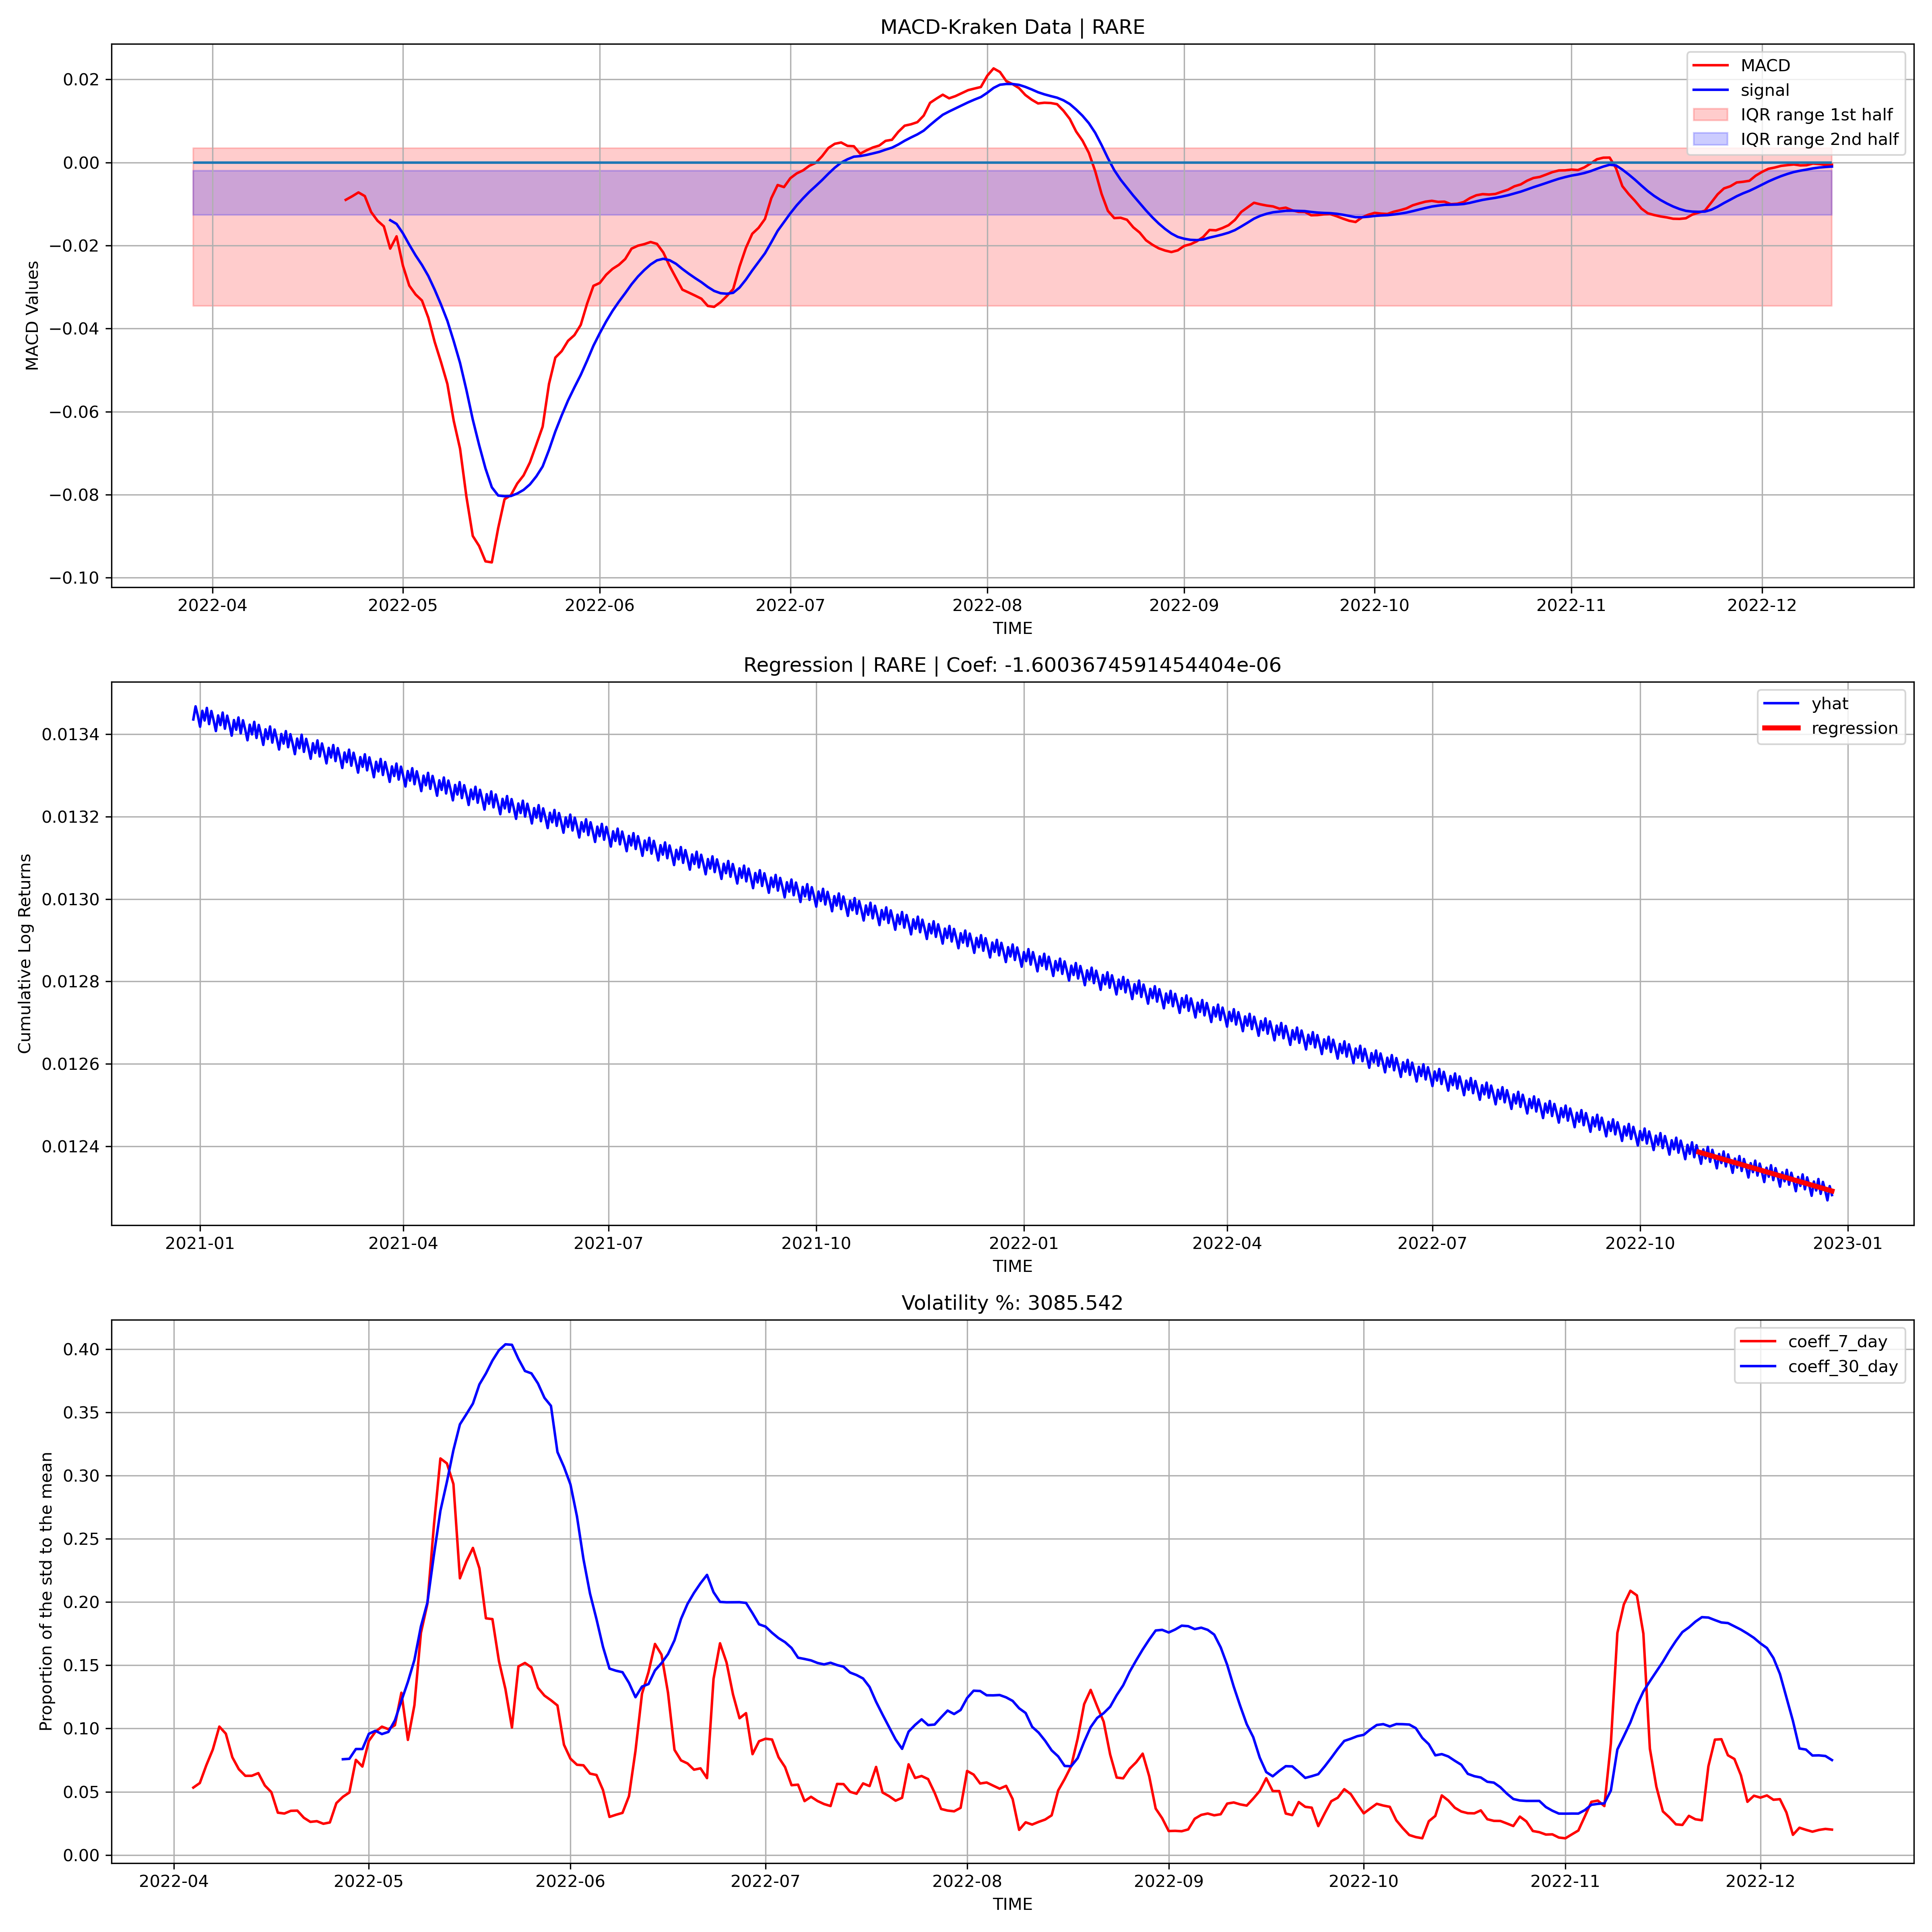 MACD-Kraken Data | RARE
MACD
signal
IQR range 1st half
IQR range 2nd half
MACD Values
0.02
0.00
−0.02
−0.04
−0.06
−0.08
−0.10
2022-04 2022-05 2022-06 2022-07 2022-08 2022-09 2022-10 2022-11 2022-12
TIME
Regression | RARE | Coef: -1.6003674591454404e-06
yhat
regression
Cumulative Log Returns
0.0134
0.0132
0.0130
0.0128
0.0126
0.0124
2021-01 2021-04 2021-07 2021-10 2022-01 2022-04 2022-07 2022-10 2023-01
TIME
Volatility %: 3085.542
coeff_7_day
coeff_30_day
Proportion of the std to the mean
0.40
0.35
0.30
0.25
0.20
0.15
0.10
0.05
0.00
2022-04 2022-05 2022-06 2022-07 2022-08 2022-09 2022-10 2022-11 2022-12
TIME